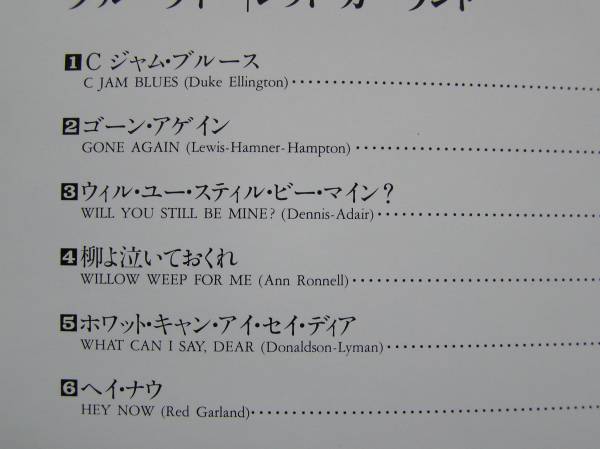 1 C ジャム・ブルース
C JAM BLUES (Duke Ellington)
2 ゴーン・アゲイン
GONE AGAIN (Lewis-Hamner-Hampton)
3 ウィル・ユー・スティル・ビー・マイン?
WILL YOU STILL BE MINE? (Dennis-Adair)
4 柳よ泣いておくれ
WILLOW WEEP FOR ME (Ann Ronnell)
5 ホワット・キャン・アイ・セイ・ディア
WHAT CAN I SAY, DEAR (Donaldson-Lyman)
6 ヘイ・ナウ
HEY NOW (Red Garland)